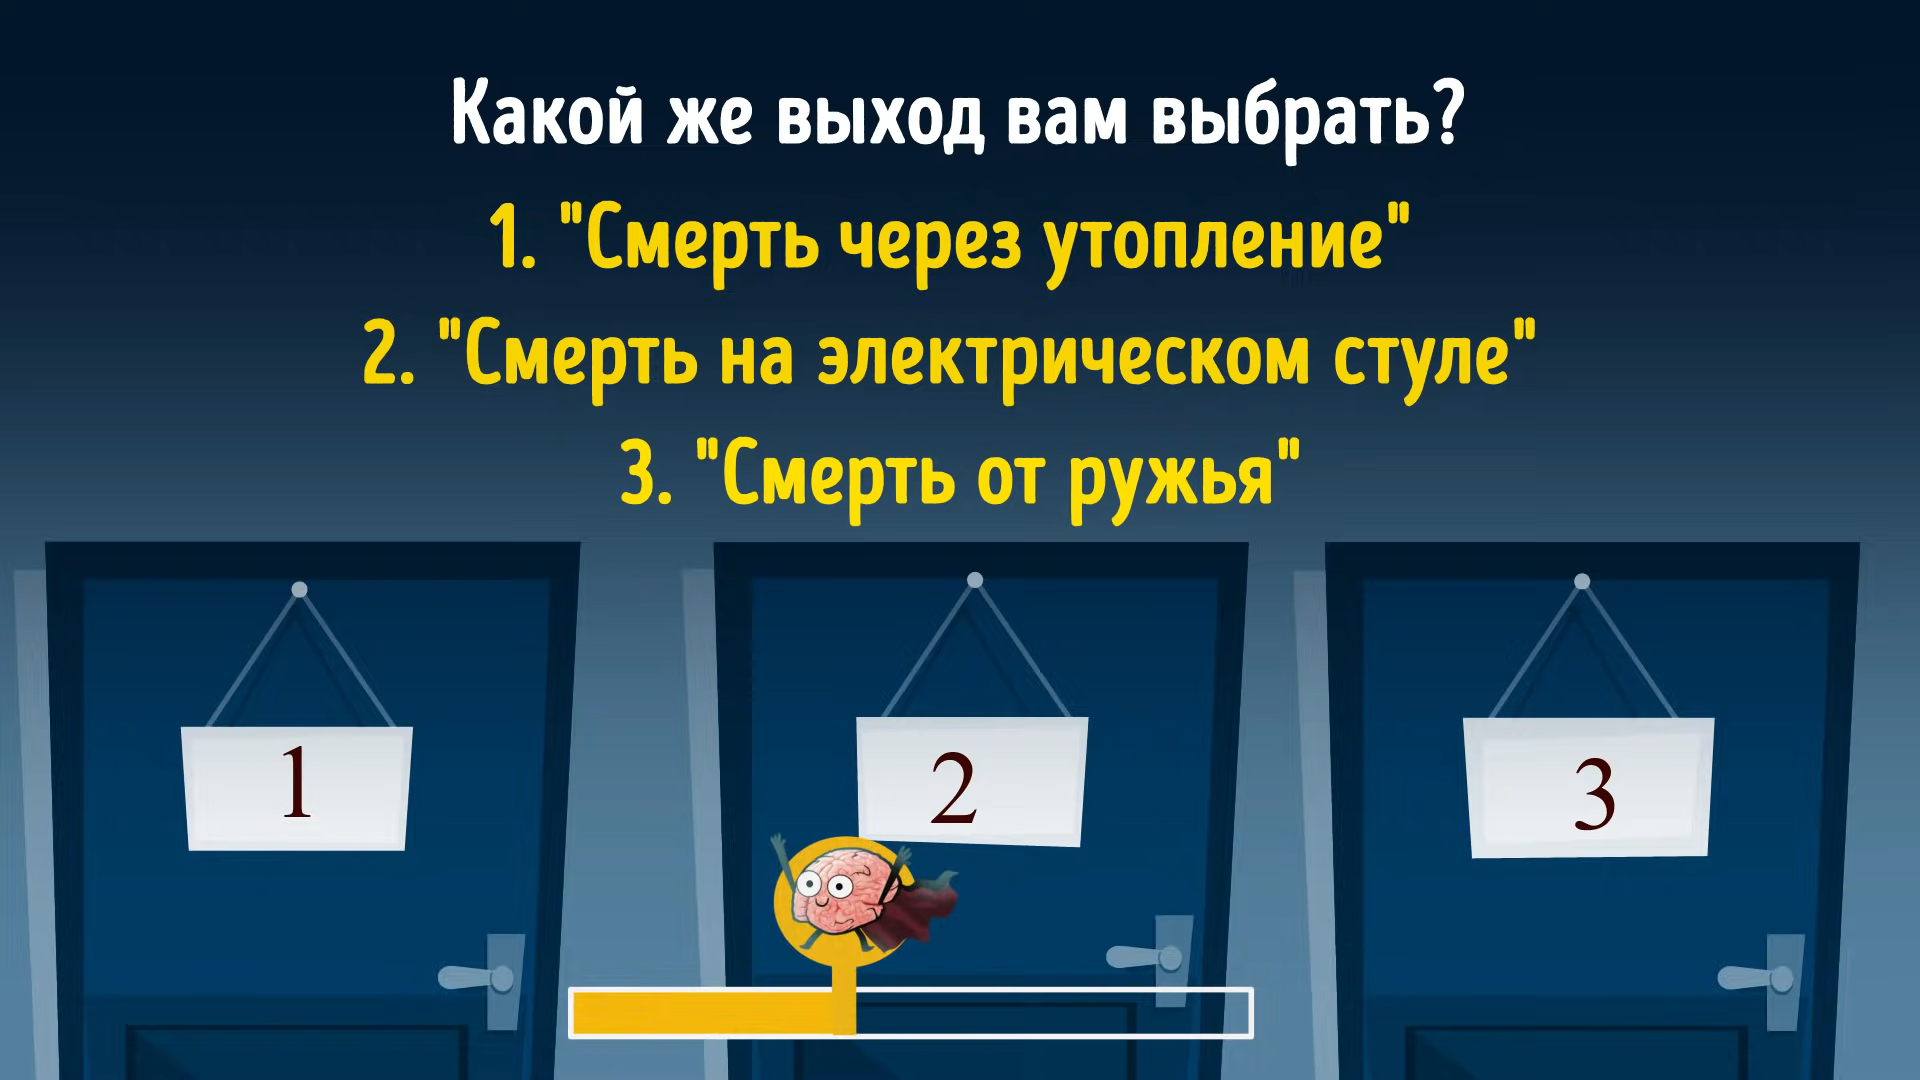 Какой же выход вам выбрать?
1. "Смерть через утопление"
2. "Смерть на электрическом стуле"
3. "Смерть от ружья"
1
2
3